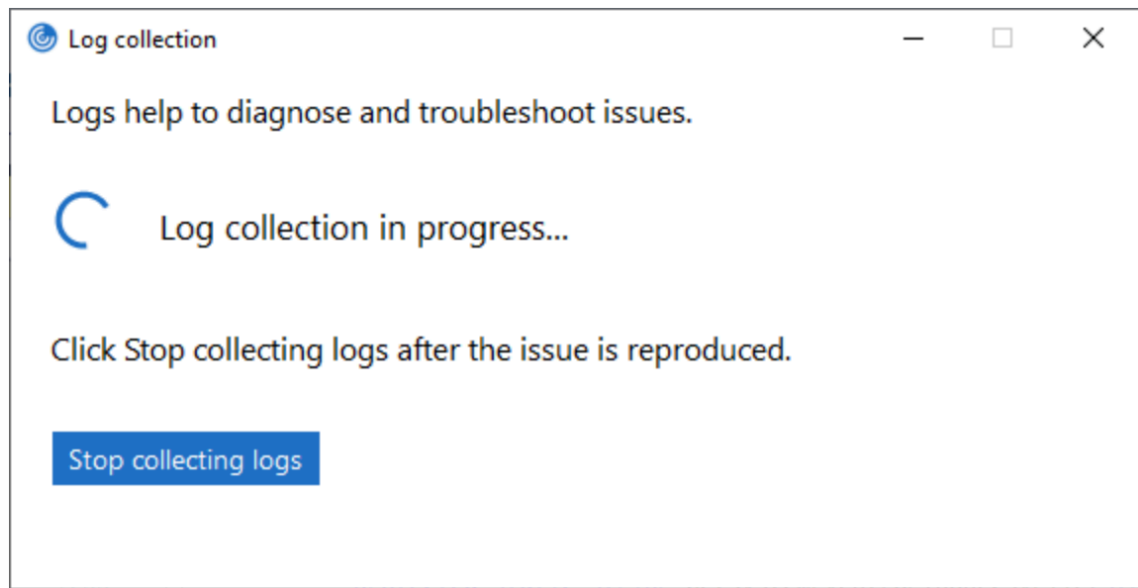 Log collection
Logs help to diagnose and troubleshoot issues.
Log collection in progress...
Click Stop collecting logs after the issue is reproduced.
Stop collecting logs